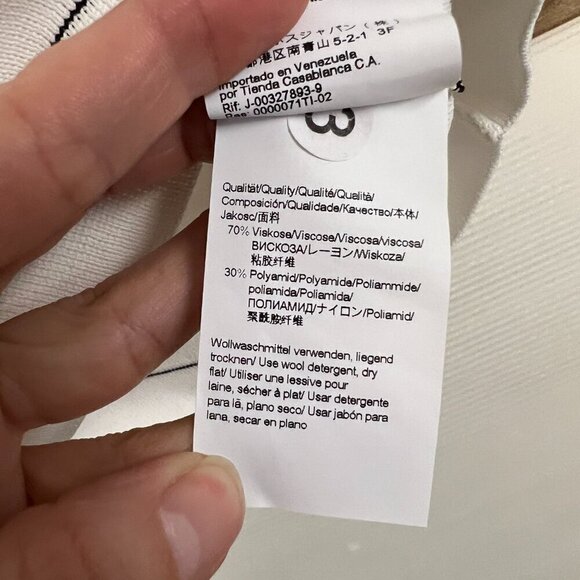 スジャパン(株)
都港区南青山 5-2-1 3F
Importado en Venezuela
por Tienda Casablanca C.A.
Rif: J-00327893-9
Reg: 0000071TI-02
3
Qualität/Quality/Qualité/Qualità/
Composición/Qualidade/Качество/本体/
Jakosc/面料
70% Viskose/Viscose/Viscosa/viscosa/
ВИСКОЗА/レーヨン/Wiskoza/
粘胶纤维
30% Polyamid/Polyamide/Poliammide/
poliamida/Poliamida/
ПОЛИАМИД/ナイロン/Poliamid/
聚酰胺纤维
Wollwaschmittel verwenden, liegend
trocknen/ Use wool detergent, dry
flat/ Utiliser une lessive pour
laine, sécher à plat/ Usar detergente
para lã, plano seco/ Usar jabón para
lana, secar en plano